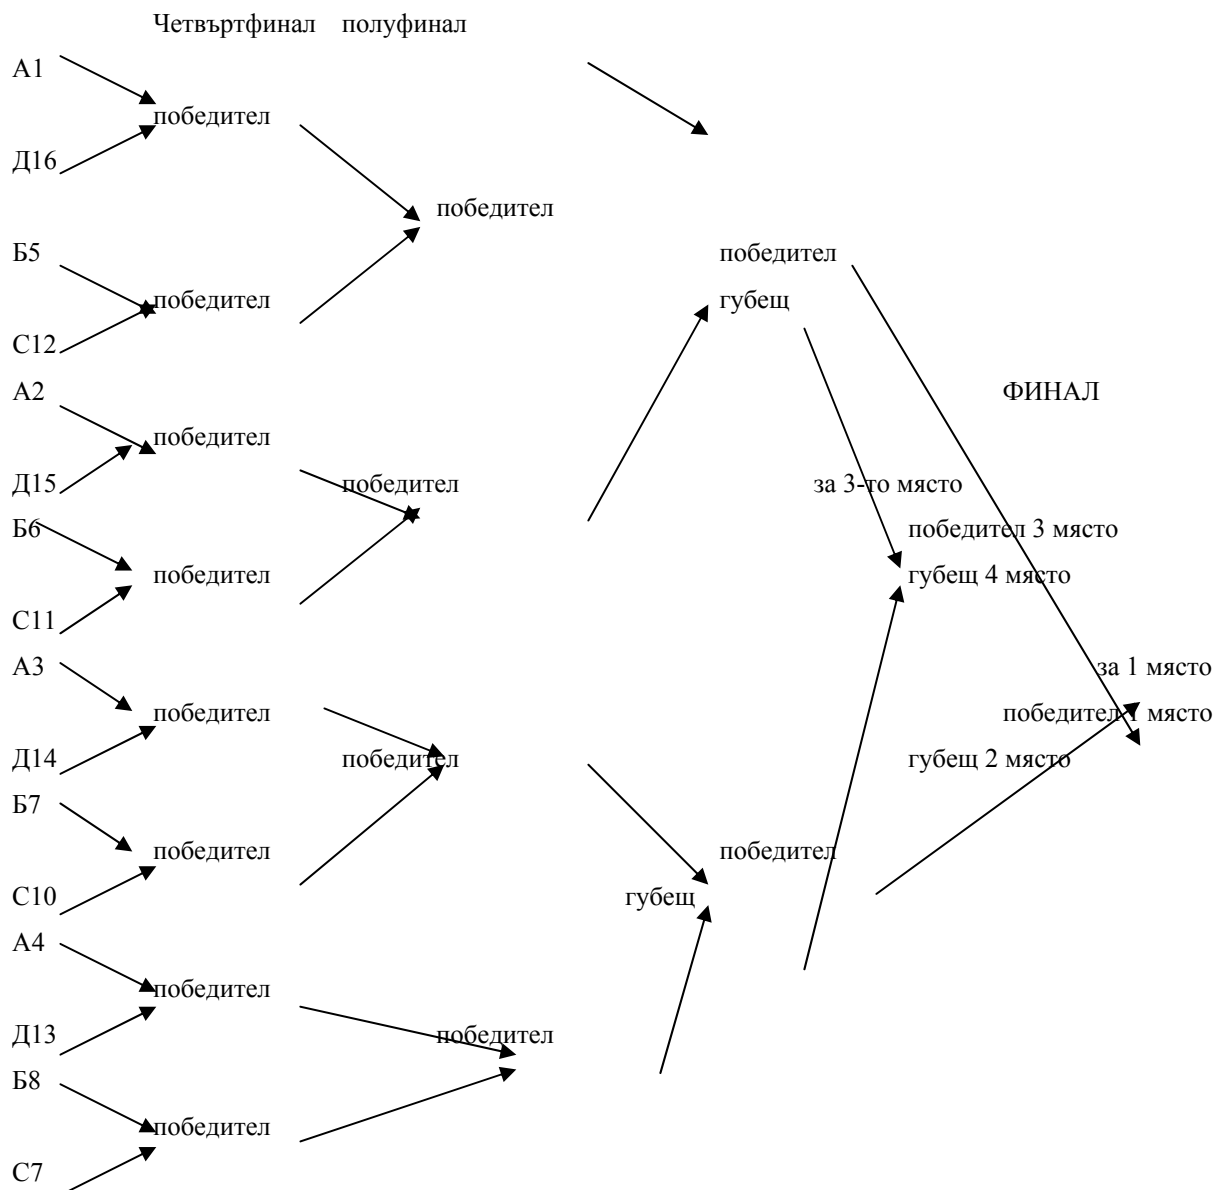 Четвъртфинал полуфинал
А1
победител
Д16
победител
Б5
победител
победител
губещ
С12
А2
ФИНАЛ
победител
Д15
победител
за 3-то място
Б6
победител 3 място
победител
губещ 4 място
С11
А3
за 1 място
победител
победител 1 място
Д14
победител
губещ 2 място
Б7
победител
победител
С10
губещ
А4
победител
Д13
победител
Б8
победител
С7